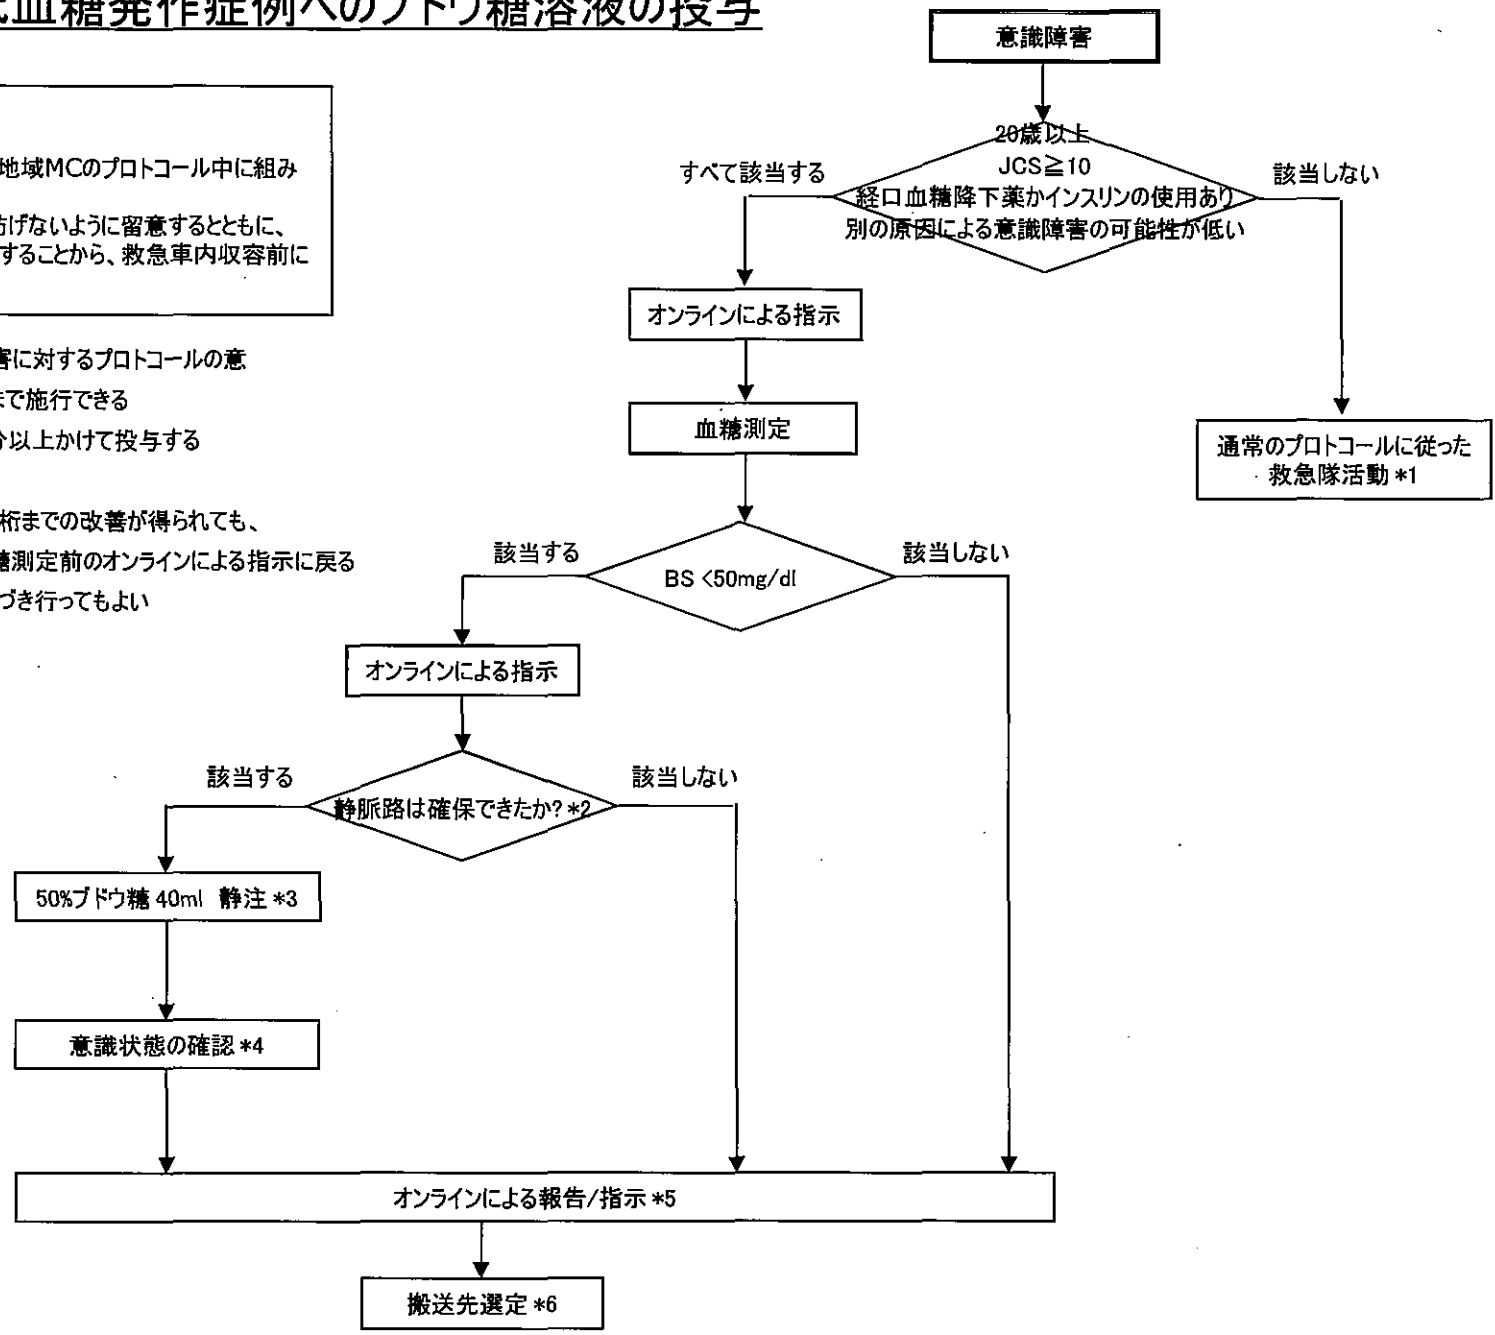 低血糖発作症例へのブドウ糖溶液の投与
地域MCのプロトコール中に組み
げないように留意するとともに、
することから、救急車内収容前に
害に対するプロトコールの意
まで施行できる
分以上かけて投与する
桁までの改善が得られても、
糖測定前のオンラインによる指示に戻る
づき行ってもよい
意識障害
20歳以上
JCS≧10
経口血糖降下薬かインスリンの使用あり
別の原因による意識障害の可能性が低い
すべて該当する
該当しない
オンラインによる指示
血糖測定
通常のプロトコールに従った
救急隊活動*1
BS <50mg/dl
該当する
該当しない
オンラインによる指示
静脈路は確保できたか?*2
該当する
該当しない
50%ブドウ糖 40ml 静注*3
意識状態の確認*4
オンラインによる報告/指示*5
搬送先選定*6